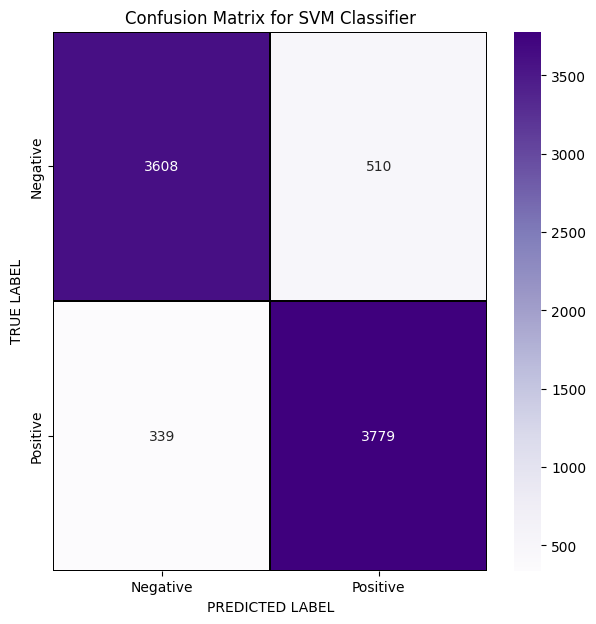 Confusion Matrix for SVM Classifier
TRUE LABEL
Negative
3608
510
Positive
339
3779
Negative
Positive
PREDICTED LABEL
3500
3000
2500
2000
1500
1000
500